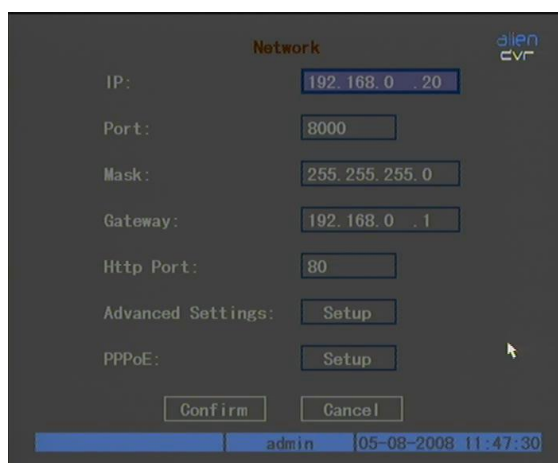 alien
dvr
Network
IP: 192.168.0 .20
Port: 8000
Mask: 255.255.255.0
Gateway: 192.168.0 .1
Http Port: 80
Advanced Settings: Setup
PPPoE: Setup
Confirm Cancel
admin 05-08-2008 11:47:30